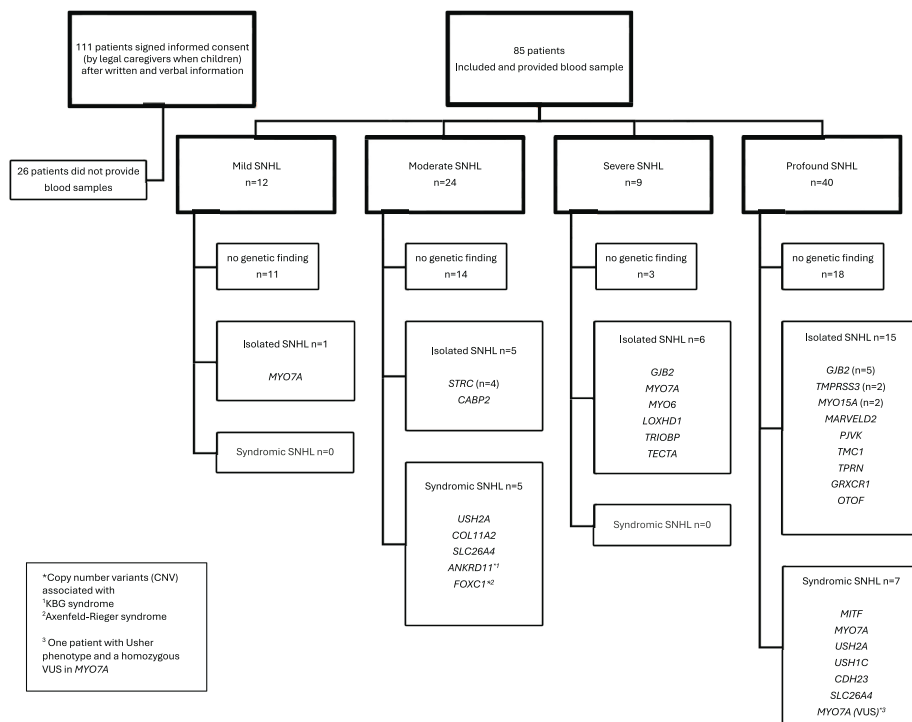 111 patients signed informed consent
(by legal caregivers when children)
after written and verbal information
85 patients
Included and provided blood sample
26 patients did not provide
blood samples
Mild SNHL
n=12
Moderate SNHL
n=24
Severe SNHL
n=9
Profound SNHL
n=40
no genetic finding
n=11
no genetic finding
n=14
no genetic finding
n=3
no genetic finding
n=18
Isolated SNHL n=1
MYO7A
Isolated SNHL n=5
STRC (n=4)
CABP2
Isolated SNHL n=6
GJB2
MYO7A
MYO6
LOXHD1
TRIOBP
TECTA
Isolated SNHL n=15
GJB2 (n=5)
TMPRSS3 (n=2)
MYO15A (n=2)
MARVELD2
PJVK
TMC1
TPRN
GRXCR1
OTOF
Syndromic SNHL n=0
Syndromic SNHL n=5
USH2A
COL11A2
SLC26A4
ANKRD11*1
FOXC1*2
Syndromic SNHL n=0
Syndromic SNHL n=7
MITF
MYO7A
USH2A
USH1C
CDH23
SLC26A4
MYO7A (VUS)*3
*Copy number variants (CNV)
associated with
1KBG syndrome
2Axenfeld-Rieger syndrome
3 One patient with Usher
phenotype and a homozygous
VUS in MYO7A